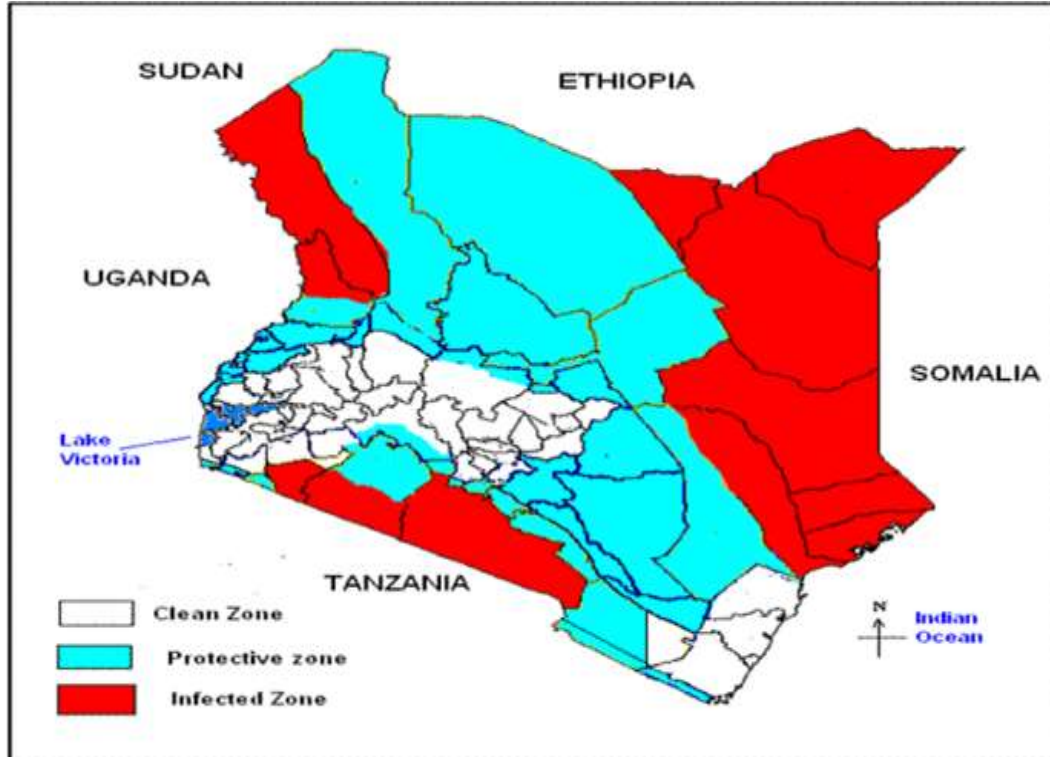 SUDAN
ETHIOPIA
UGANDA
SOMALIA
Lake
Victoria
TANZANIA
N
Indian
Ocean
Clean Zone
Protective zone
Infected Zone